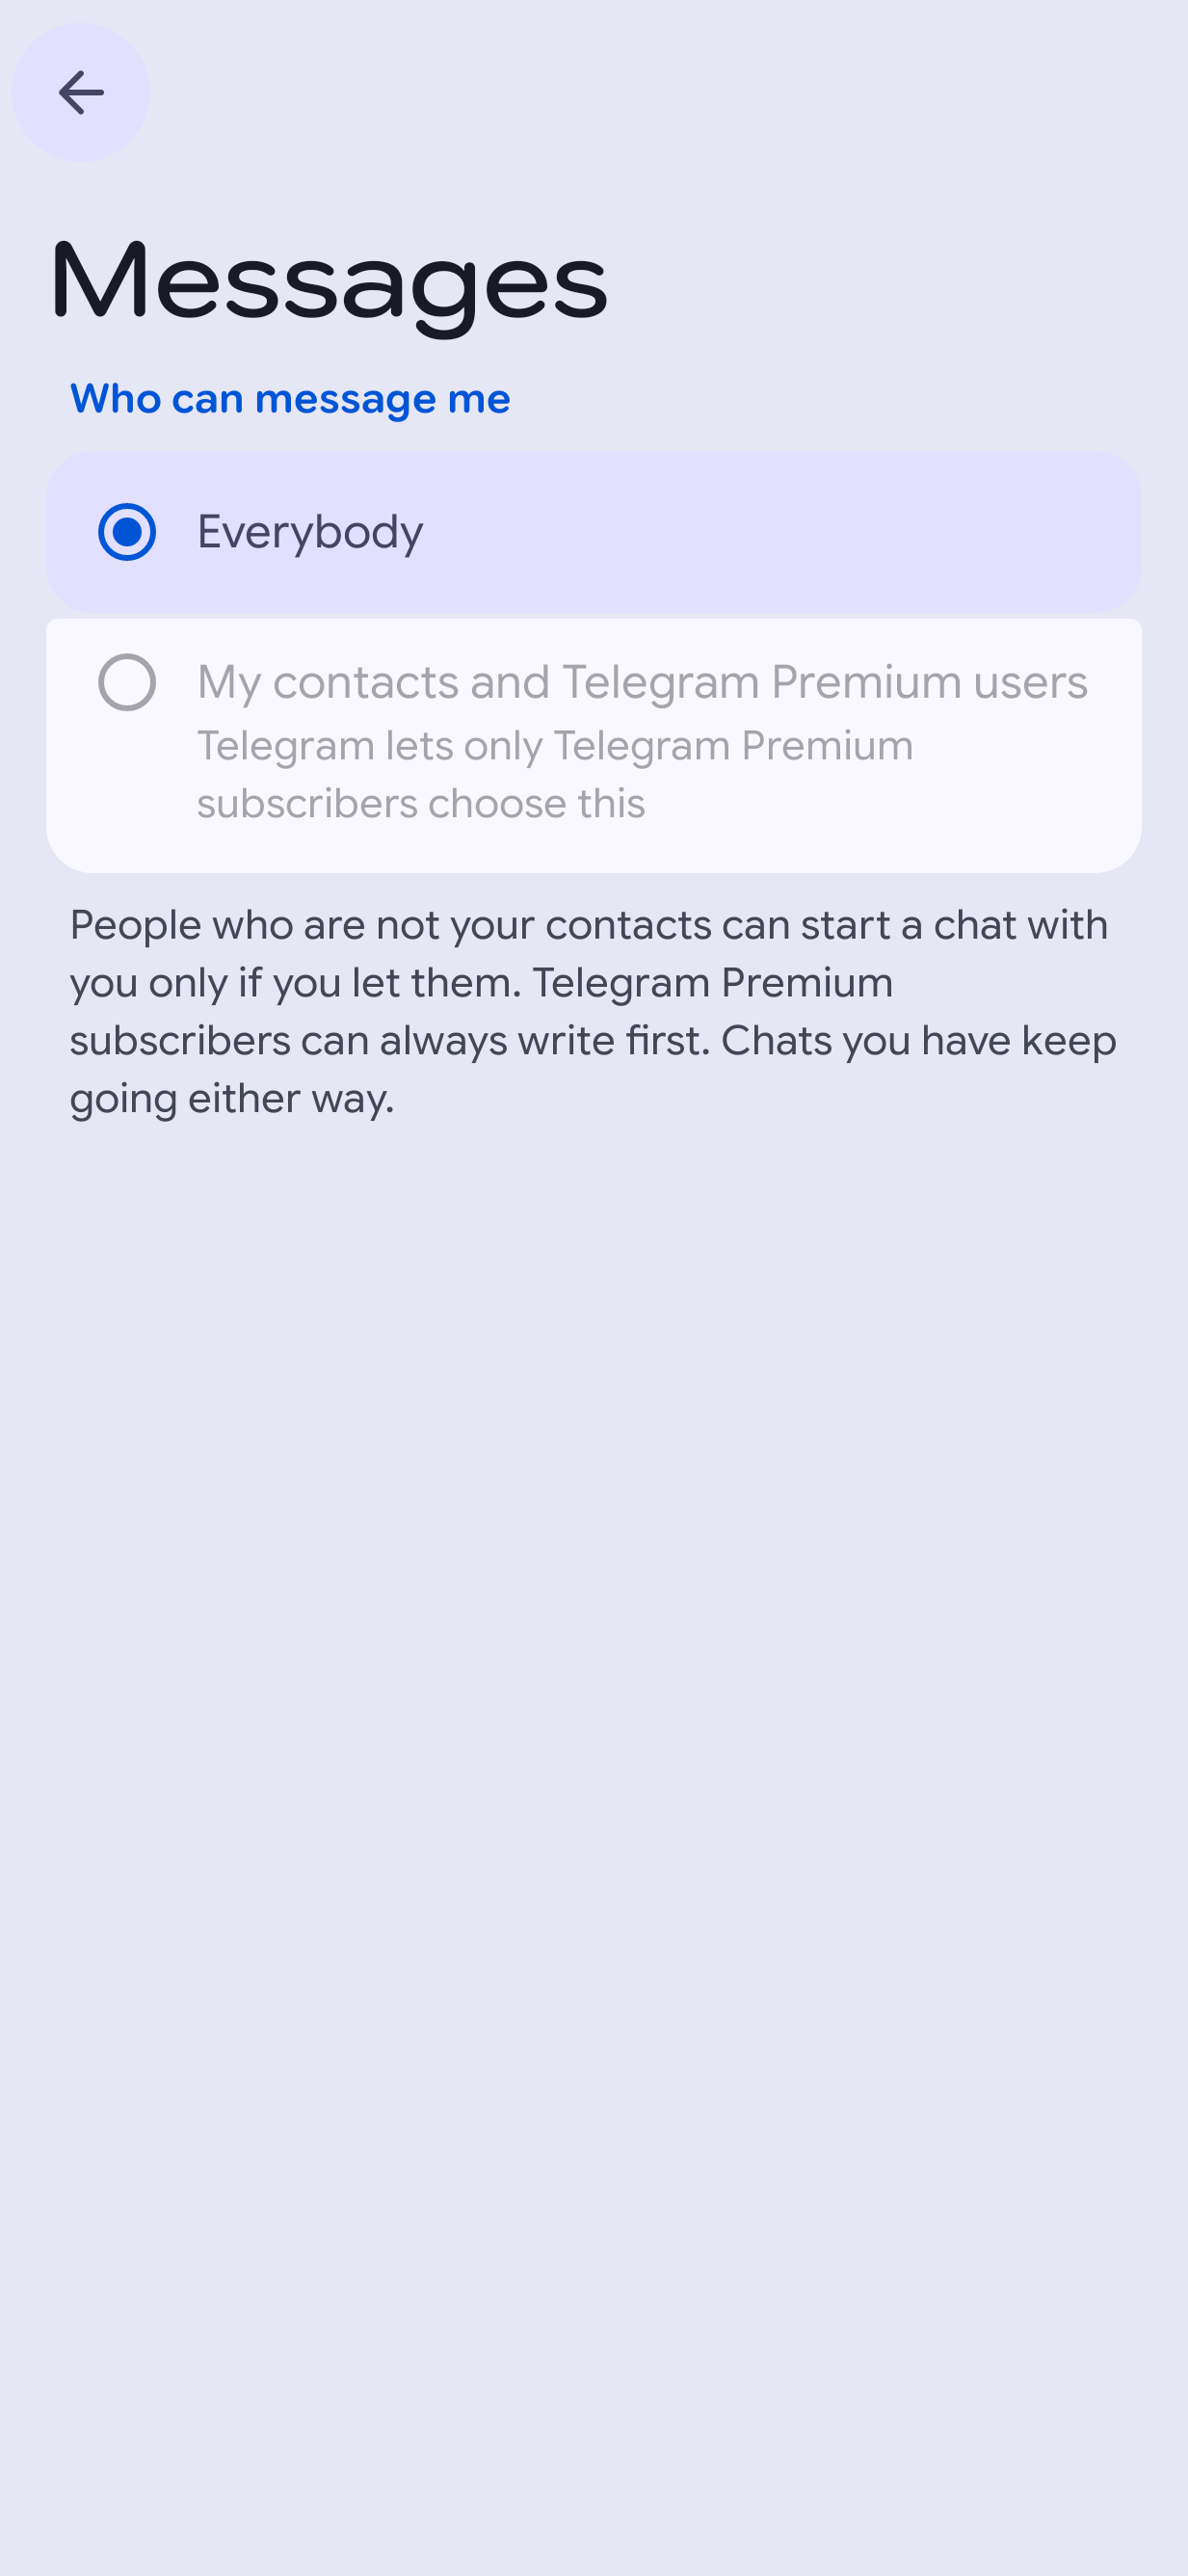 Messages
Who can message me
Everybody
My contacts and Telegram Premium users
Telegram lets only Telegram Premium
subscribers choose this
People who are not your contacts can start a chat with
you only if you let them. Telegram Premium
subscribers can always write first. Chats you have keep
going either way.